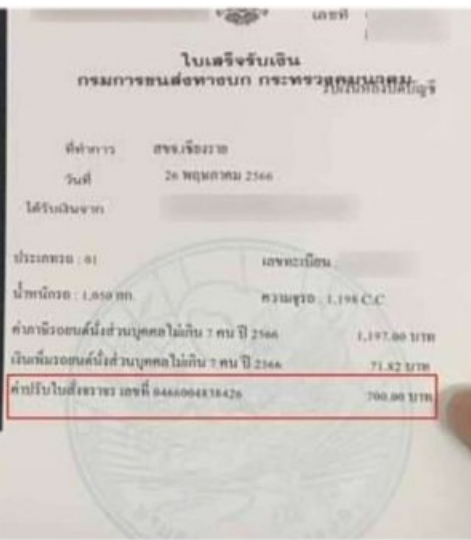 เลขที่
ใบเสร็จรับเงิน
กรมการขนส่งทางบก กระทรวงคมนาคม
ที่ทำการ สขจ.เชียงราย
วันที่ 26 พฤษภาคม 2566
ได้รับเงินจาก
ประเภทรถ : 01 เลขทะเบียน :
น้ำหนักรถ : 1,050 กก. ความจุรถ : 1,198 C.C
ค่าภาษีรถยนต์นั่งส่วนบุคคลไม่เกิน 7 คน ปี 2566 1,197.00 บาท
เงินเพิ่มรถยนต์นั่งส่วนบุคคลไม่เกิน 7 คน ปี 2566 71.82 บาท
ค่าปรับใบสั่งจราจร เลขที่ 0466004838426 700.00 บาท